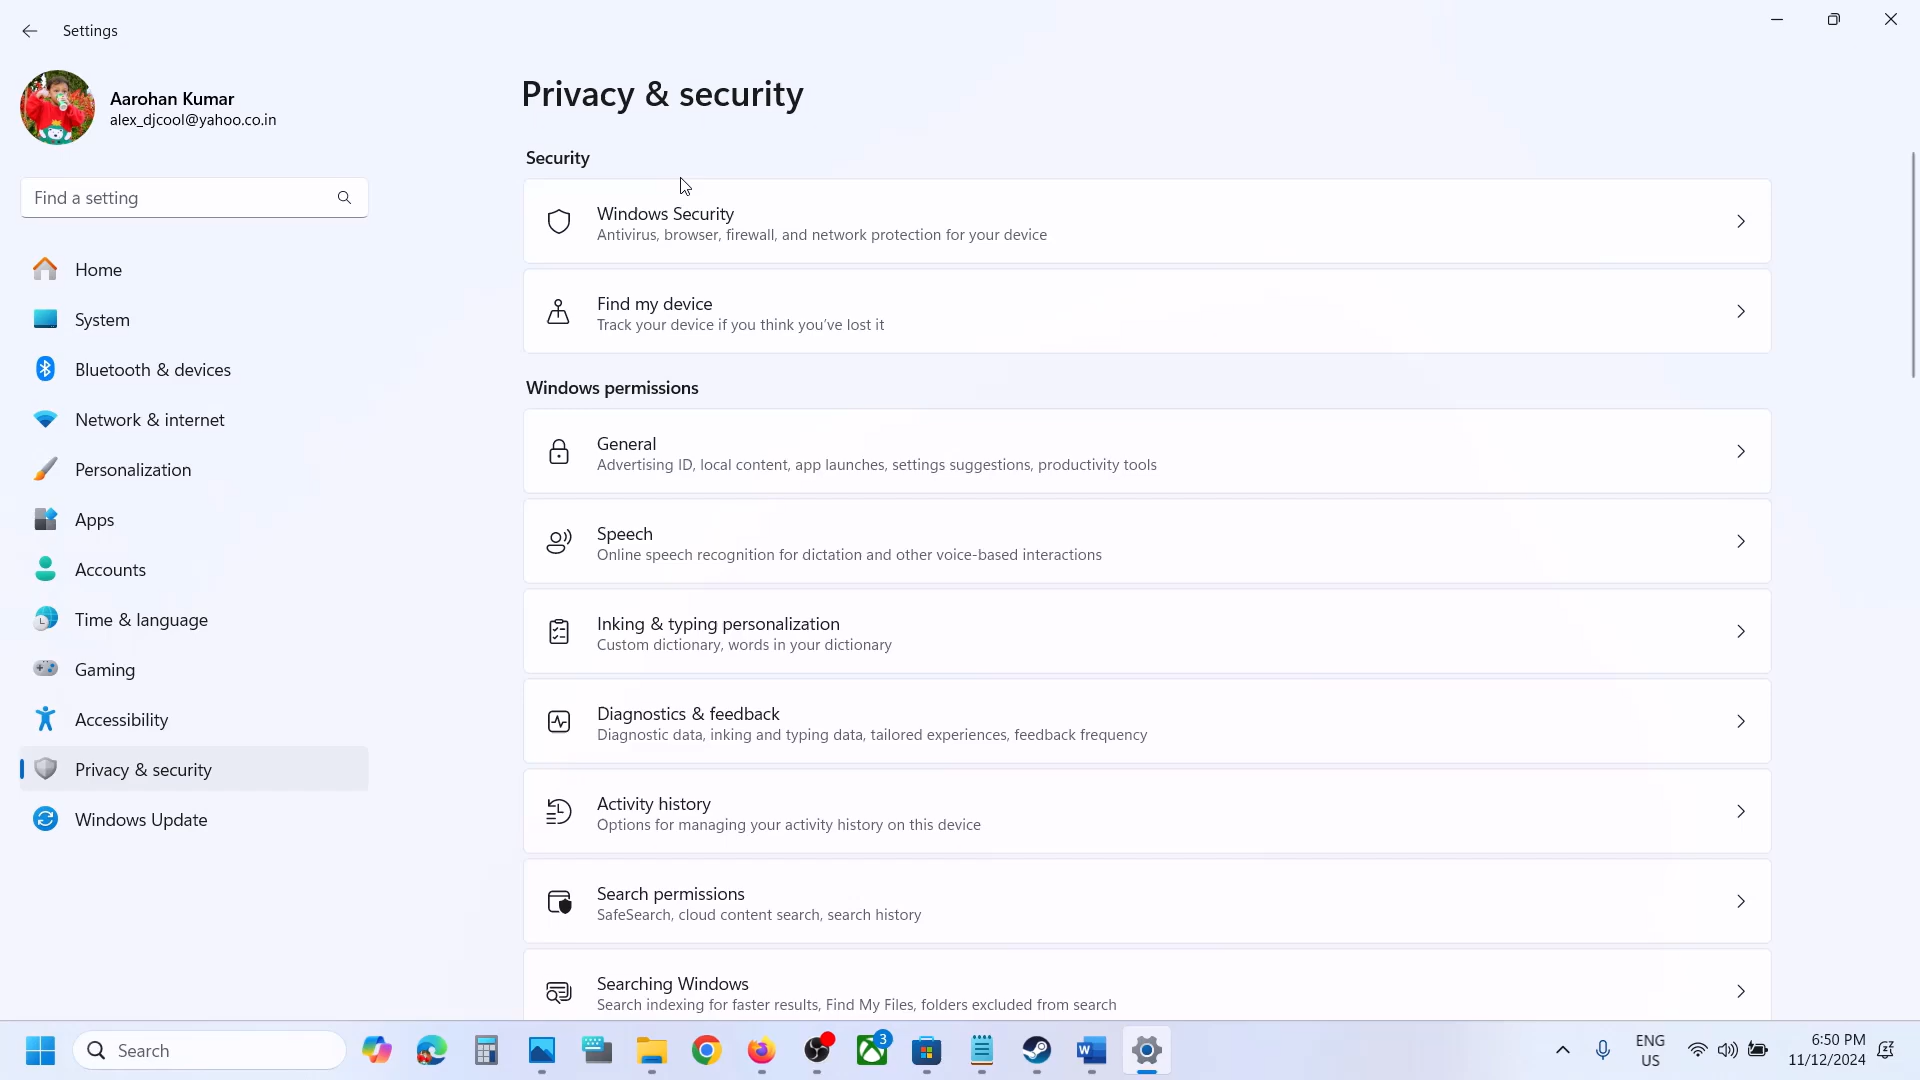 Settings
Aarohan Kumar
alex_djcool@yahoo.co.in
Find a setting
Home
System
Bluetooth & devices
Network & internet
Personalization
Apps
Accounts
Time & language
Gaming
Accessibility
Privacy & security
Windows Update
Privacy & security
Security
Windows Security
Antivirus, browser, firewall, and network protection for your device
Find my device
Track your device if you think you've lost it
Windows permissions
General
Advertising ID, local content, app launches, settings suggestions, productivity tools
Speech
Online speech recognition for dictation and other voice-based interactions
Inking & typing personalization
Custom dictionary, words in your dictionary
Diagnostics & feedback
Diagnostic data, inking and typing data, tailored experiences, feedback frequency
Activity history
Options for managing your activity history on this device
Search permissions
SafeSearch, cloud content search, search history
Searching Windows
Search indexing for faster results, Find My Files, folders excluded from search
Search
3
W
ENG
US
6:50 PM
11/12/2024